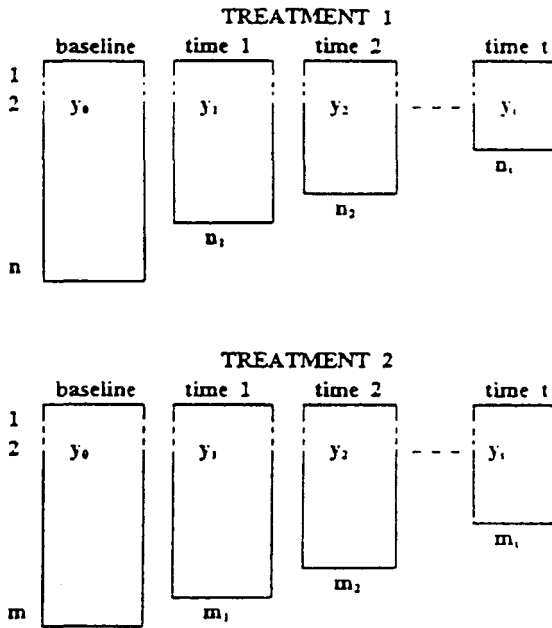 TREATMENT 1
baseline time 1 time 2 time t
1
2 y₀ y₁ y₂ - - - - yₜ
nₜ
n₂
n₁
n
TREATMENT 2
baseline time 1 time 2 time t
1
2 y₀ y₁ y₂ - - - - yₜ
mₜ
m₂
m m₁